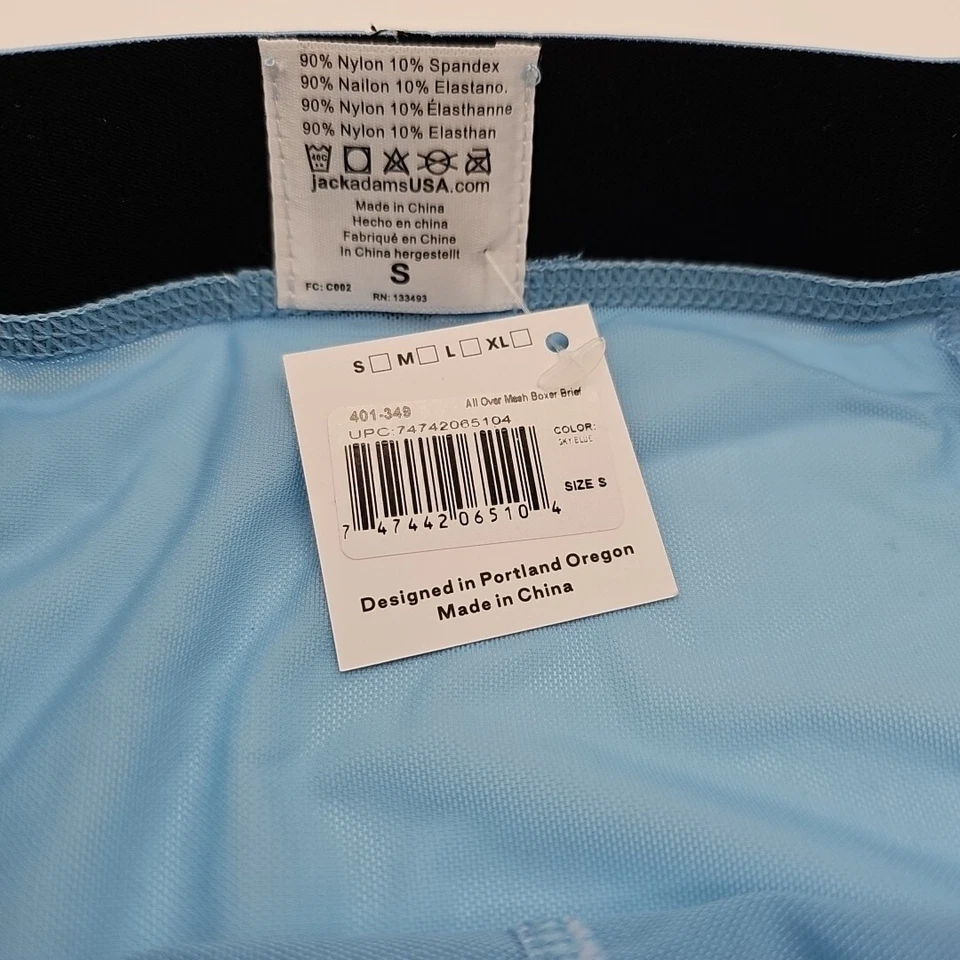 90% Nylon 10% Spandex
90% Nailon 10% Elastano.
90% Nylon 10% Élasthanne
90% Nylon 10% Elasthan
40C
jackadamsUSA.com
Made in China
Hecho en china
Fabriqué en Chine
In China hergestellt
S
FC: C002 RN: 133493
S M L XL
401-349 All Over Mesh Boxer Brief
UPC:74742065104
COLOR:
SKY BLUE
SIZE S
7 47442 06510 4
Designed in Portland Oregon
Made in China